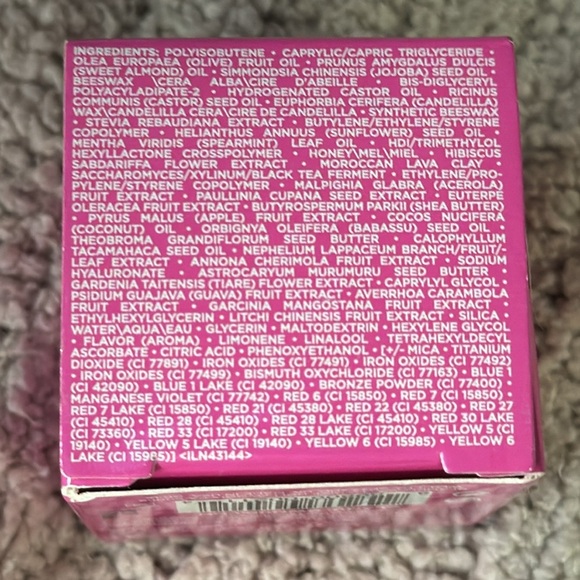 INGREDIENTS: POLYISOBUTENE • CAPRYLIC/CAPRIC TRIGLYCERIDE •
OLEA EUROPAEA (OLIVE) FRUIT OIL • PRUNUS AMYGDALUS DULCIS
(SWEET ALMOND) OIL • SIMMONDSIA CHINENSIS (JOJOBA) SEED OIL •
BEESWAX \CERA ALBA\CIRE D'ABEILLE • BIS-DIGLYCERYL
POLYACYLADIPATE-2 • HYDROGENATED CASTOR OIL • RICINUS
COMMUNIS (CASTOR) SEED OIL • EUPHORBIA CERIFERA (CANDELILLA)
WAX\CANDELILLA CERA\CIRE DE CANDELILLA • SYNTHETIC BEESWAX
• STEVIA REBAUDIANA EXTRACT • BUTYLENE/ETHYLENE/STYRENE
COPOLYMER • HELIANTHUS ANNUUS (SUNFLOWER) SEED OIL •
MENTHA VIRIDIS (SPEARMINT) LEAF OIL • HDI/TRIMETHYLOL
HEXYLLACTONE CROSSPOLYMER • HONEY\MEL\MIEL • HIBISCUS
SABDARIFFA FLOWER EXTRACT • MOROCCAN LAVA CLAY •
SACCHAROMYCES/XYLINUM/BLACK TEA FERMENT • ETHYLENE/PRO-
PYLENE/STYRENE COPOLYMER • MALPIGHIA GLABRA (ACEROLA)
FRUIT EXTRACT • PAULLINIA CUPANA SEED EXTRACT • EUTERPE
OLERACEA FRUIT EXTRACT • BUTYROSPERMUM PARKII (SHEA BUTTER)
• PYRUS MALUS (APPLE) FRUIT EXTRACT • COCOS NUCIFERA
(COCONUT) OIL • ORBIGNYA OLEIFERA (BABASSU) SEED OIL •
THEOBROMA GRANDIFLORUM SEED BUTTER • CALOPHYLLUM
TACAMAHACA SEED OIL • NEPHELIUM LAPPACEUM BRANCH/FRUIT/-
LEAF EXTRACT • ANNONA CHERIMOLA FRUIT EXTRACT • SODIUM
HYALURONATE • ASTROCARYUM MURUMURU SEED BUTTER •
GARDENIA TAITENSIS (TIARE) FLOWER EXTRACT • CAPRYLYL GLYCOL •
PSIDIUM GUAJAVA (GUAVA) FRUIT EXTRACT • AVERRHOA CARAMBOLA
FRUIT EXTRACT • GARCINIA MANGOSTANA FRUIT EXTRACT •
ETHYLHEXYLGLYCERIN • LITCHI CHINENSIS FRUIT EXTRACT • SILICA •
WATER\AQUA\EAU • GLYCERIN • MALTODEXTRIN • HEXYLENE GLYCOL
• FLAVOR (AROMA) • LIMONENE • LINALOOL • TETRAHEXYLDECYL
ASCORBATE • CITRIC ACID • PHENOXYETHANOL • [+/- MICA • TITANIUM
DIOXIDE (CI 77891) • IRON OXIDES (CI 77491) • IRON OXIDES (CI 77492)
• IRON OXIDES (CI 77499) • BISMUTH OXYCHLORIDE (CI 77163) • BLUE 1
(CI 42090) • BLUE 1 LAKE (CI 42090) • BRONZE POWDER (CI 77400) •
MANGANESE VIOLET (CI 77742) • RED 6 (CI 15850) • RED 7 (CI 15850) •
RED 7 LAKE (CI 15850) • RED 21 (CI 45380) • RED 22 (CI 45380) • RED 27
(CI 45410) • RED 28 (CI 45410) • RED 28 LAKE (CI 45410) • RED 30 LAKE
(CI 73360) • RED 33 (CI 17200) • RED 33 LAKE (CI 17200) • YELLOW 5 (CI
19140) • YELLOW 5 LAKE (CI 19140) • YELLOW 6 (CI 15985) • YELLOW 6
LAKE (CI 15985)] <ILN43144>